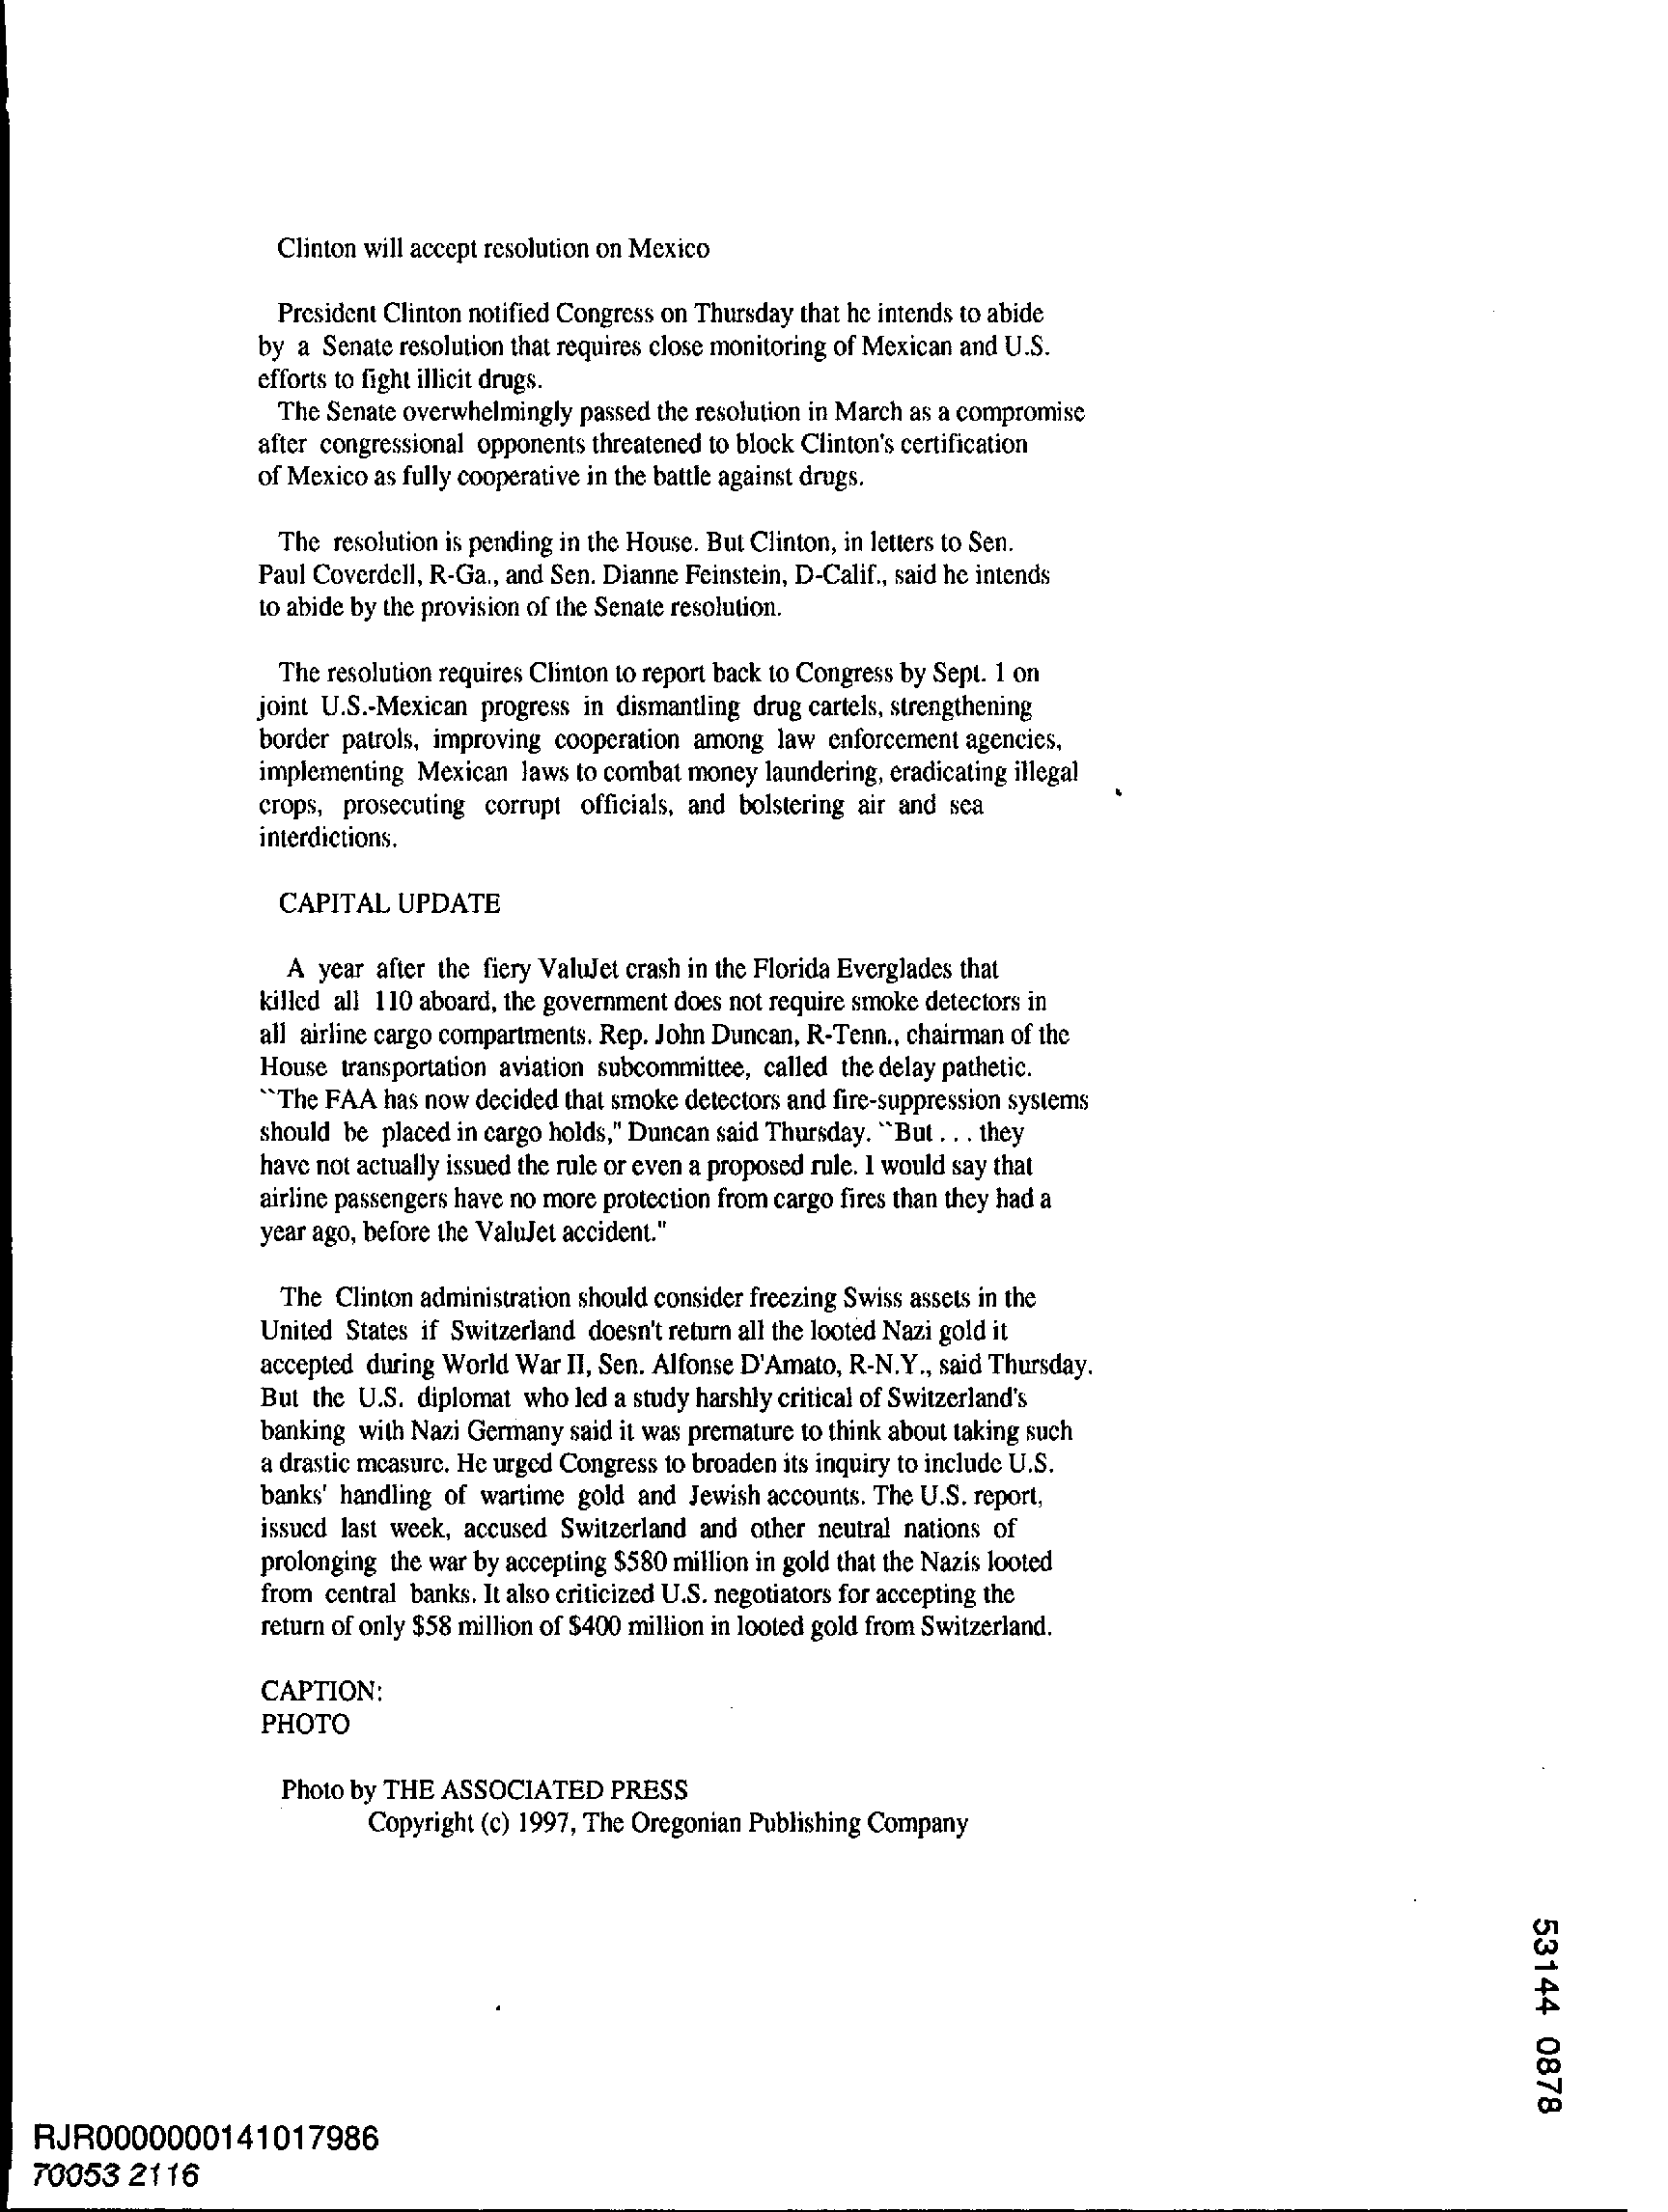 Clinton will accept resolution on Mexico
President Clinton notified Congress on Thursday that he intends to abide
by a Senate resolution that requires close monitoring of Mexican and U.S.
efforts to fight illicit drugs.
The Senate overwhelmingly passed the resolution in March as a compromise
after congressional opponents threatened to block Clinton's certification
of Mexico as fully cooperative in the battle against drugs.
The resolution is pending in the House. But Clinton, in letters to Sen.
Paul Coverdell, R-Ga., and Sen. Dianne Feinstein, D-Calif., said he intends
to abide by the provision of the Senate resolution.
The resolution requires Clinton to report back to Congress by Sept. 1 on
joint U.S.-Mexican progress in dismantling drug cartels, strengthening
border patrols, improving cooperation among law enforcement agencies,
implementing Mexican laws to combat money laundering, eradicating illegal
crops, prosecuting corrupt officials, and bolstering air and sea
interdictions.
CAPITAL UPDATE
A year after the fiery ValuJet crash in the Florida Everglades that
killed all 110 aboard, the government does not require smoke detectors in
all airline cargo compartments. Rep. John Duncan, R-Tenn., chairman of the
House transportation aviation subcommittee, called the delay pathetic.
``The FAA has now decided that smoke detectors and fire-suppression systems
should be placed in cargo holds," Duncan said Thursday. ``But . . . they
have not actually issued the rule or even a proposed rule. I would say that
airline passengers have no more protection from cargo fires than they had a
year ago, before the ValuJet accident."
The Clinton administration should consider freezing Swiss assets in the
United States if Switzerland doesn't return all the looted Nazi gold it
accepted during World War II, Sen. Alfonse D'Amato, R-N.Y., said Thursday.
But the U.S. diplomat who led a study harshly critical of Switzerland's
banking with Nazi Germany said it was premature to think about taking such
a drastic measure. He urged Congress to broaden its inquiry to include U.S.
banks' handling of wartime gold and Jewish accounts. The U.S. report,
issued last week, accused Switzerland and other neutral nations of
prolonging the war by accepting $580 million in gold that the Nazis looted
from central banks. It also criticized U.S. negotiators for accepting the
return of only $58 million of $400 million in looted gold from Switzerland.
CAPTION:
PHOTO
Photo by THE ASSOCIATED PRESS
Copyright (c) 1997, The Oregonian Publishing Company
53144 0878
RJR0000000141017986
70053 2116